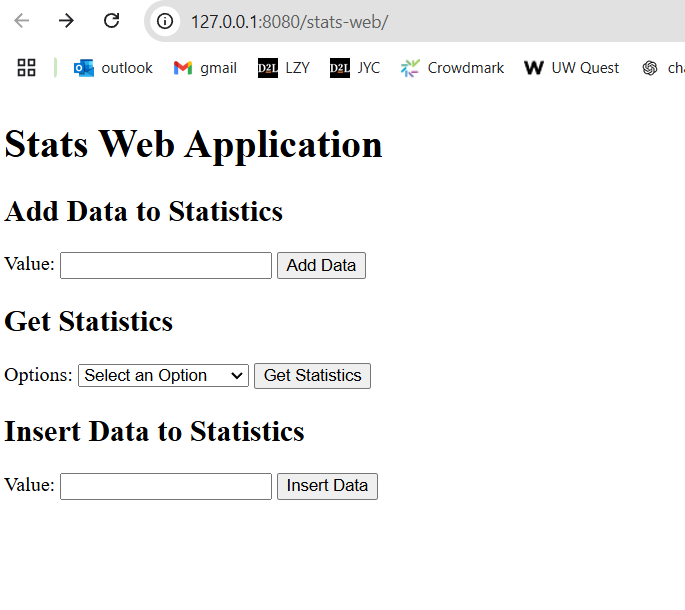 127.0.0.1:8080/stats-web/
outlook gmail D2L LZY D2L JYC Crowdmark W UW Quest
Stats Web Application
Add Data to Statistics
Value: Add Data
Get Statistics
Options: Select an Option Get Statistics
Insert Data to Statistics
Value: Insert Data